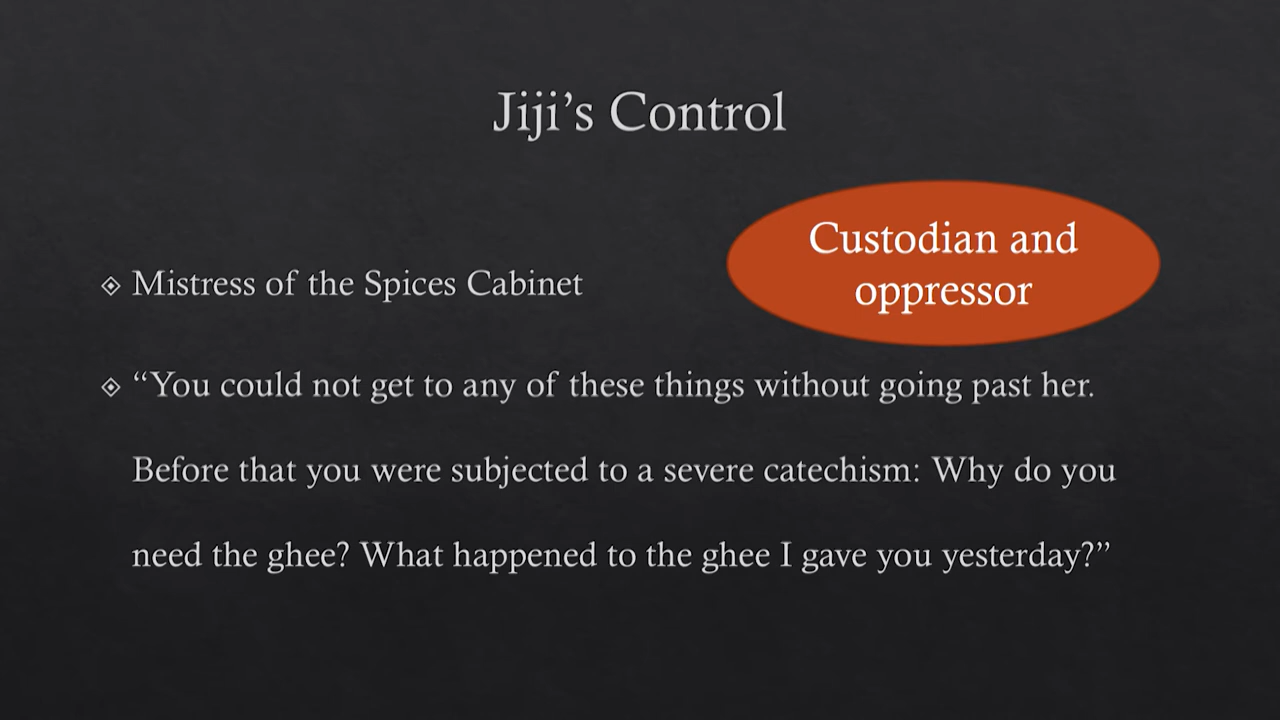 Jiji’s Control
Custodian and
oppressor
Mistress of the Spices Cabinet
“You could not get to any of these things without going past her.
Before that you were subjected to a severe catechism: Why do you
need the ghee? What happened to the ghee I gave you yesterday?”